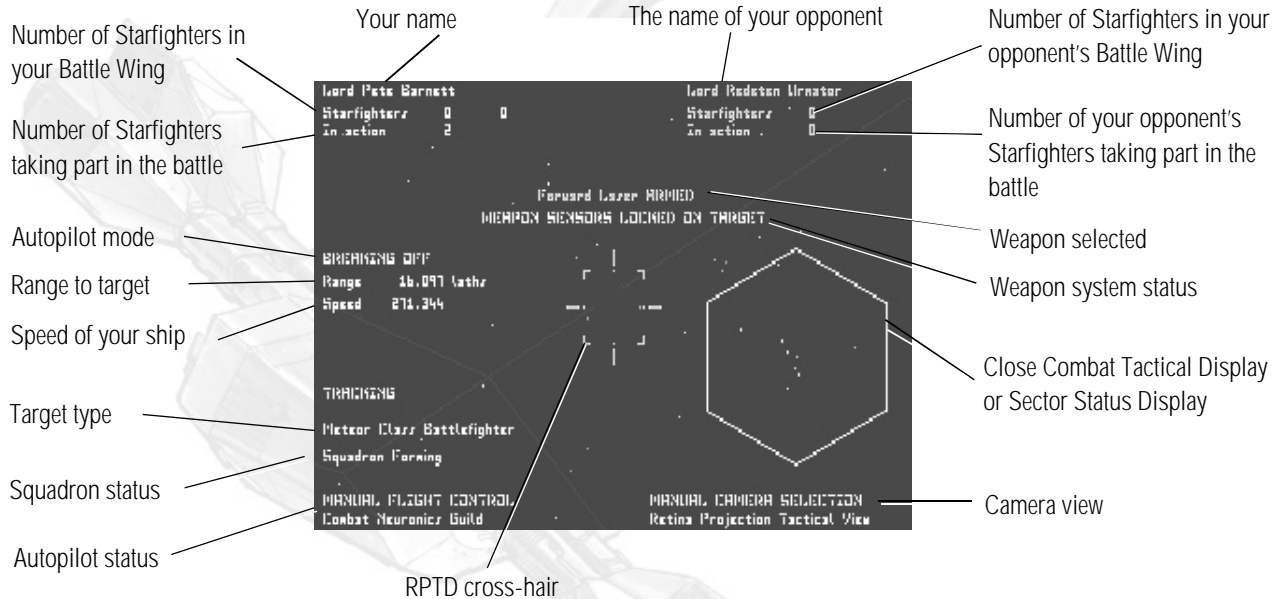 Number of Starfighters in
your Battle Wing
Your name
The name of your opponent
Number of Starfighters in your
opponent's Battle Wing
Number of Starfighters
taking part in the battle
Number of your opponent's
Starfighters taking part in the
battle
Autopilot mode
Range to target
Speed of your ship
Target type
Squadron status
Autopilot status
Weapon selected
Weapon system status
Close Combat Tactical Display
or Sector Status Display
Camera view
RPTD cross-hair
Lord Pete Barnett
Starfighters 0 0
In action 2
Lord Redsten Urnator
Starfighters 0
In action 0
Forward Laser ARMED
WEAPON SENSORS LOCKED ON TARGET
BREAKING OFF
Range 16.097 laths
Speed 271.344
TRACKING
Meteor Class Battlefighter
Squadron Forming
MANUAL FLIGHT CONTROL
Combat Neuronics Guild
MANUAL CAMERA SELECTION
Retina Projection Tactical View